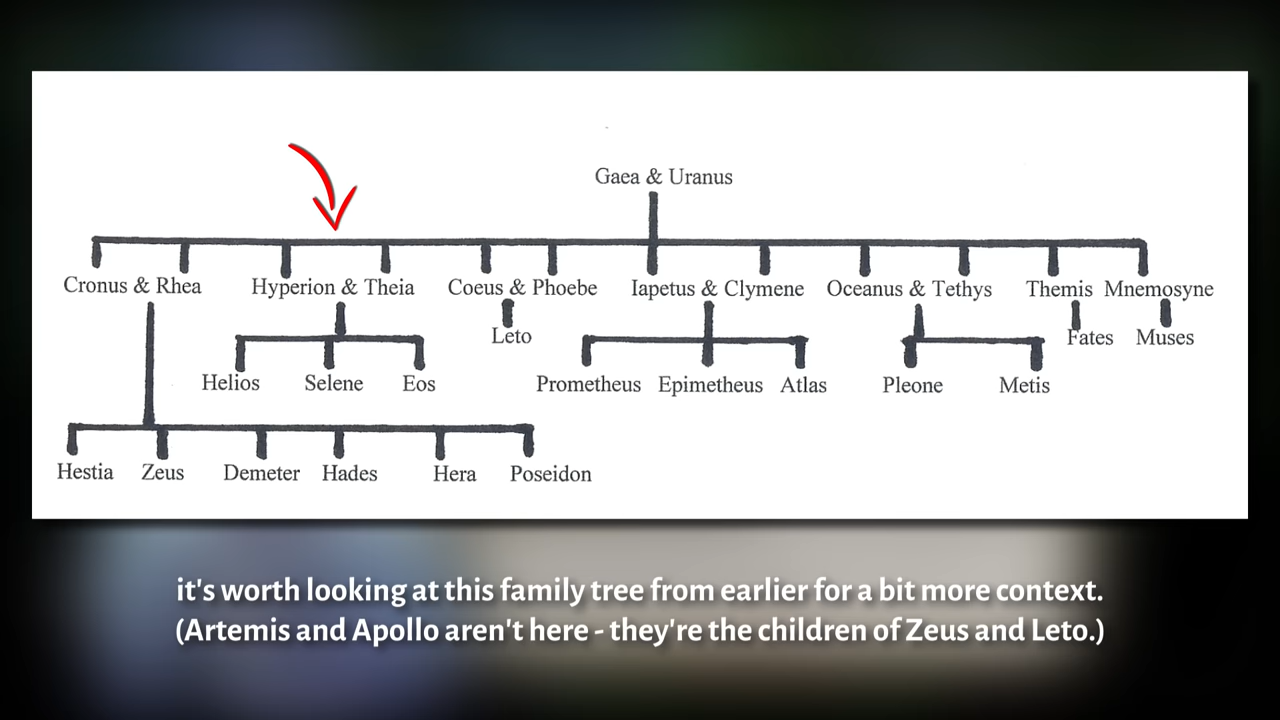 Gaea & Uranus
Cronus & Rhea Hyperion & Theia Coeus & Phoebe Iapetus & Clymene Oceanus & Tethys Themis Mnemosyne
Leto Fates Muses
Helios Selene Eos Prometheus Epimetheus Atlas Pleone Metis
Hestia Zeus Demeter Hades Hera Poseidon
it's worth looking at this family tree from earlier for a bit more context.
(Artemis and Apollo aren't here - they're the children of Zeus and Leto.)